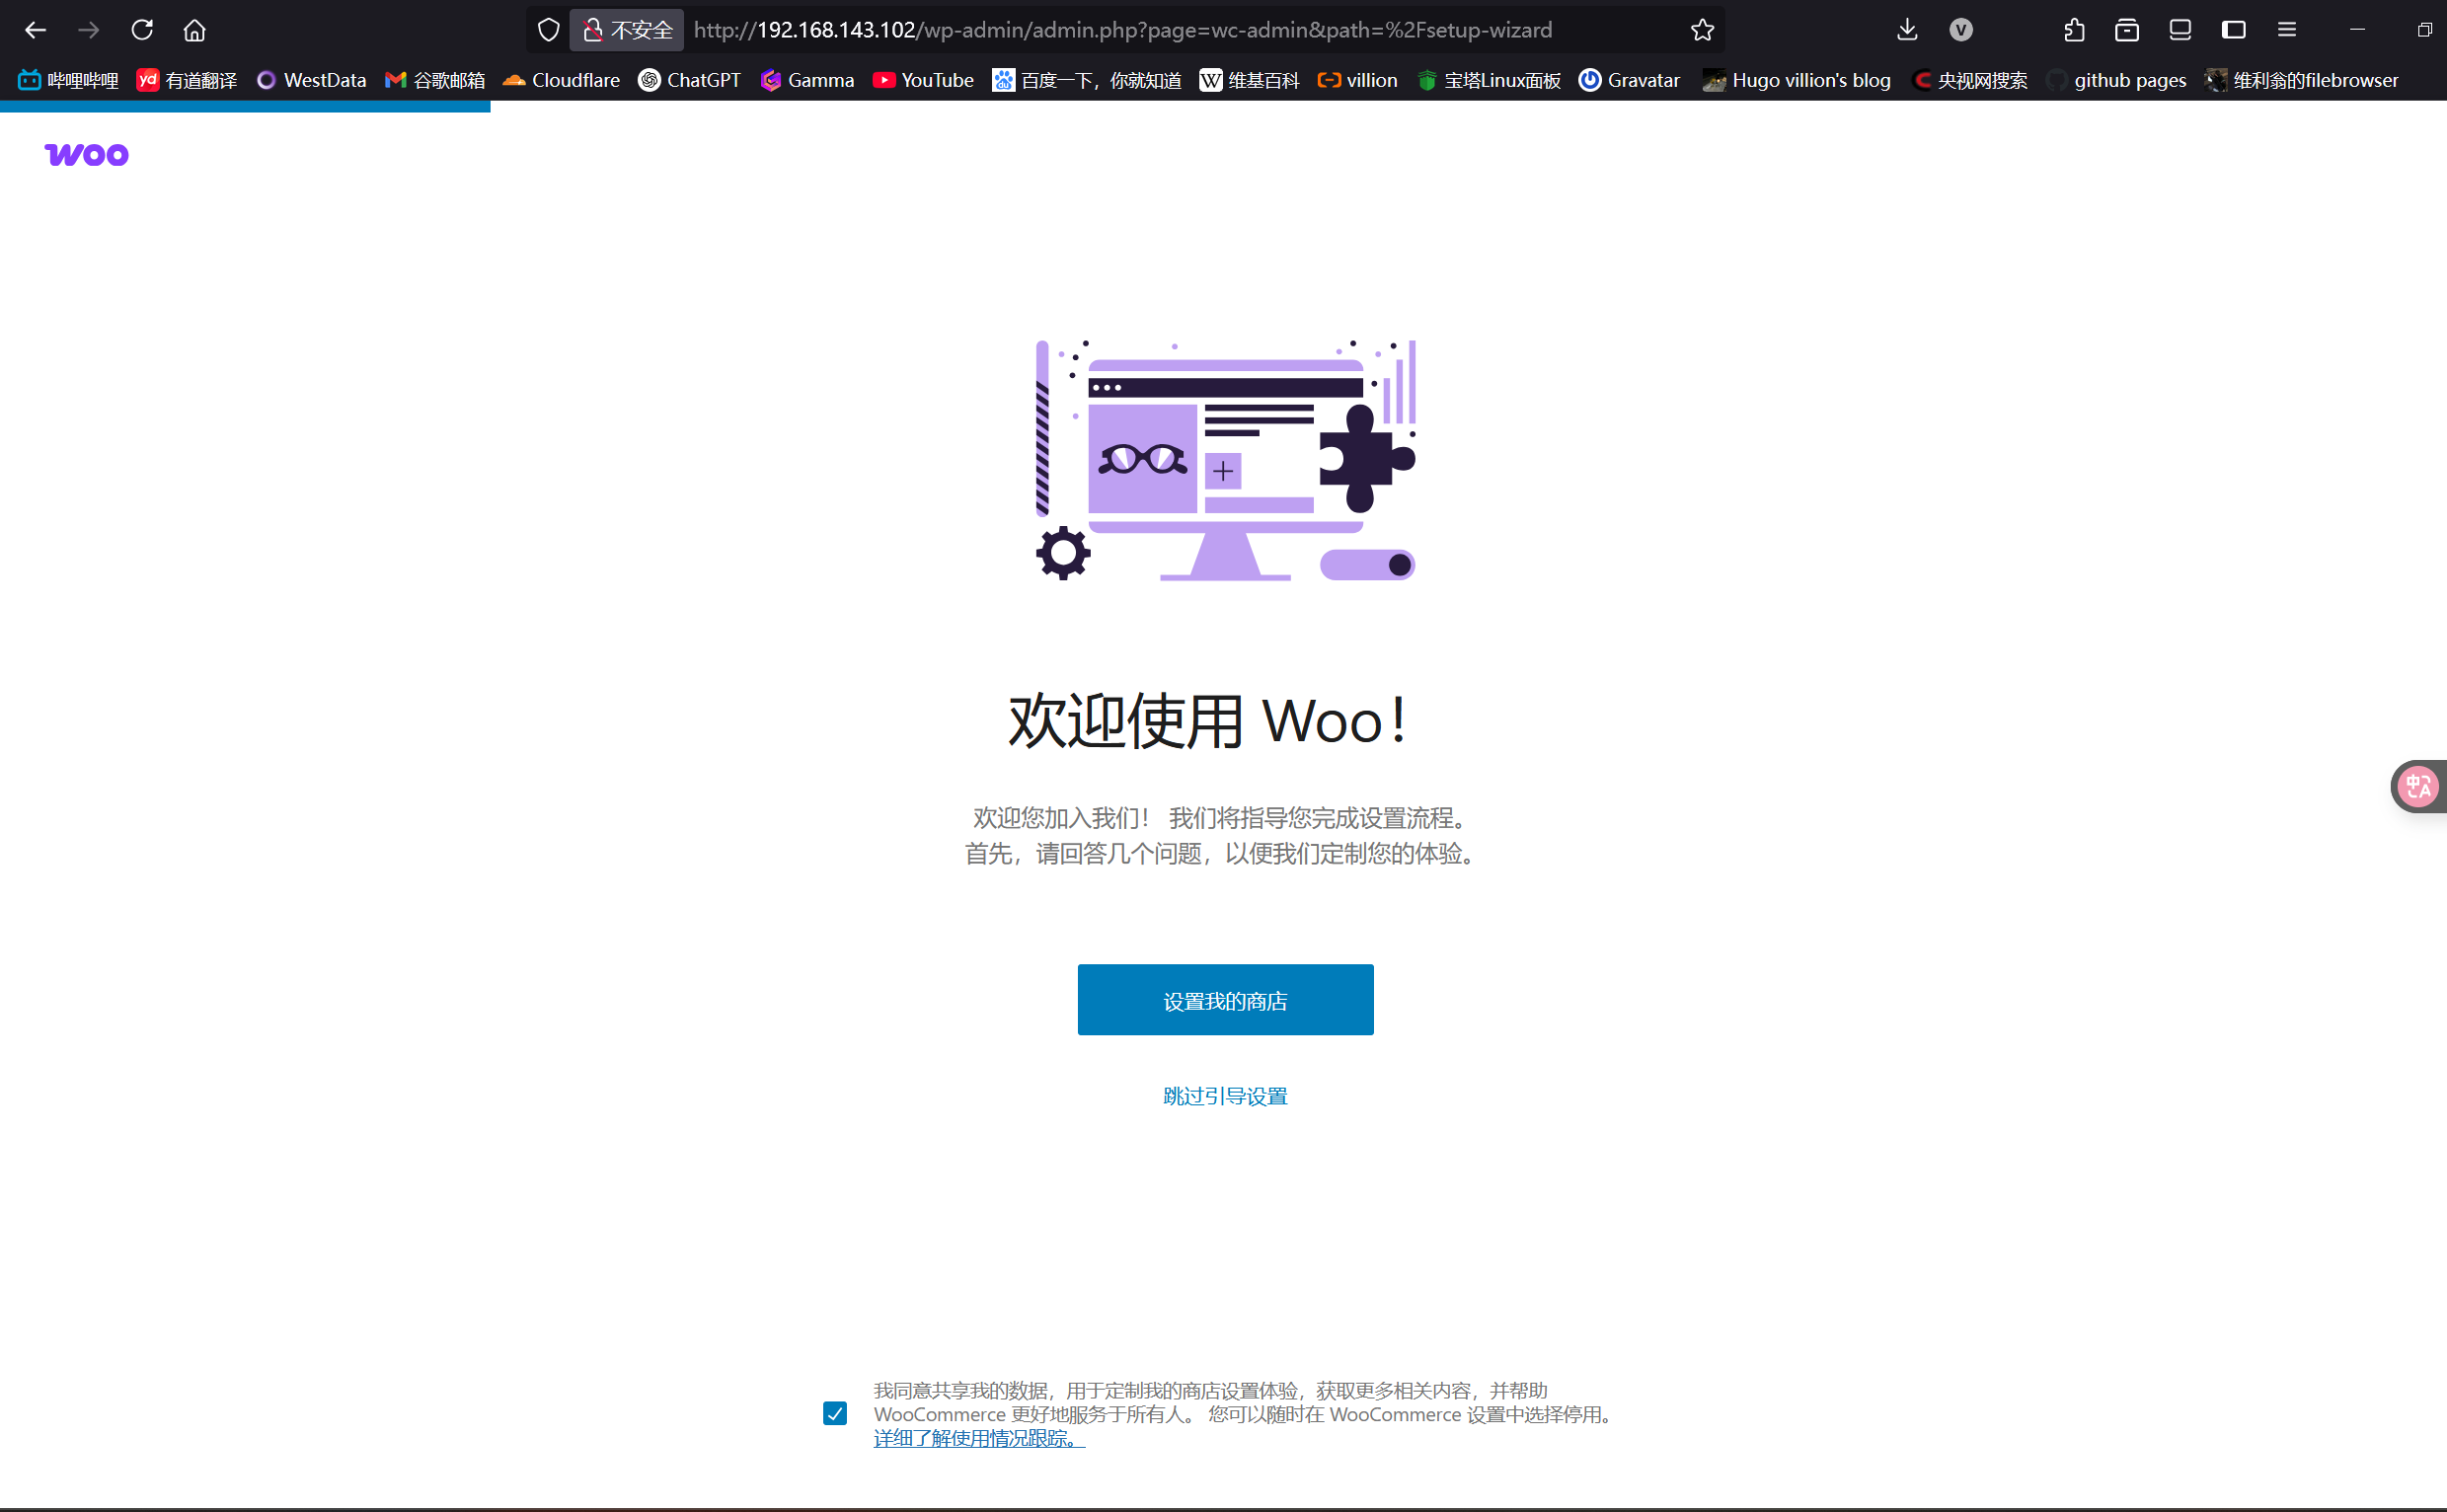 不安全 http://192.168.143.102/wp-admin/admin.php?page=wc-admin&path=%2Fsetup-wizard V
哔哩哔哩 yd 有道翻译 WestData 谷歌邮箱 Cloudflare ChatGPT Gamma YouTube du 百度一下，你就知道 W 维基百科 villion 宝塔Linux面板 Gravatar Hugo villion's blog 央视网搜索 github pages 维利翁的filebrowser
woo
欢迎使用 Woo！
欢迎您加入我们！ 我们将指导您完成设置流程。
首先，请回答几个问题，以便我们定制您的体验。
中A
设置我的商店
跳过引导设置
我同意共享我的数据，用于定制我的商店设置体验，获取更多相关内容，并帮助
WooCommerce 更好地服务于所有人。 您可以随时在 WooCommerce 设置中选择停用。
详细了解使用情况跟踪。